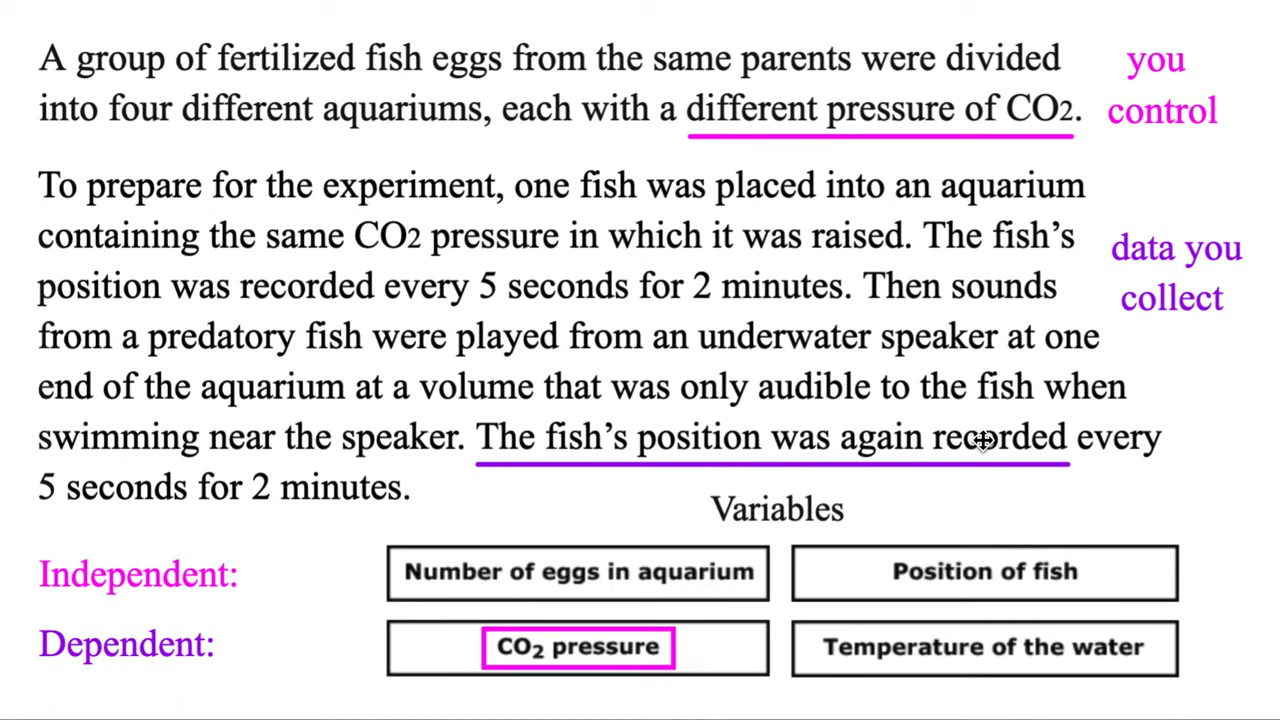 A group of fertilized fish eggs from the same parents were divided
into four different aquariums, each with a different pressure of CO2.
you
control
To prepare for the experiment, one fish was placed into an aquarium
containing the same CO2 pressure in which it was raised. The fish's
position was recorded every 5 seconds for 2 minutes. Then sounds
from a predatory fish were played from an underwater speaker at one
end of the aquarium at a volume that was only audible to the fish when
swimming near the speaker. The fish's position was again recorded every
5 seconds for 2 minutes.
data you
collect
Variables
Independent:
Number of eggs in aquarium
Position of fish
Dependent:
CO₂ pressure
Temperature of the water